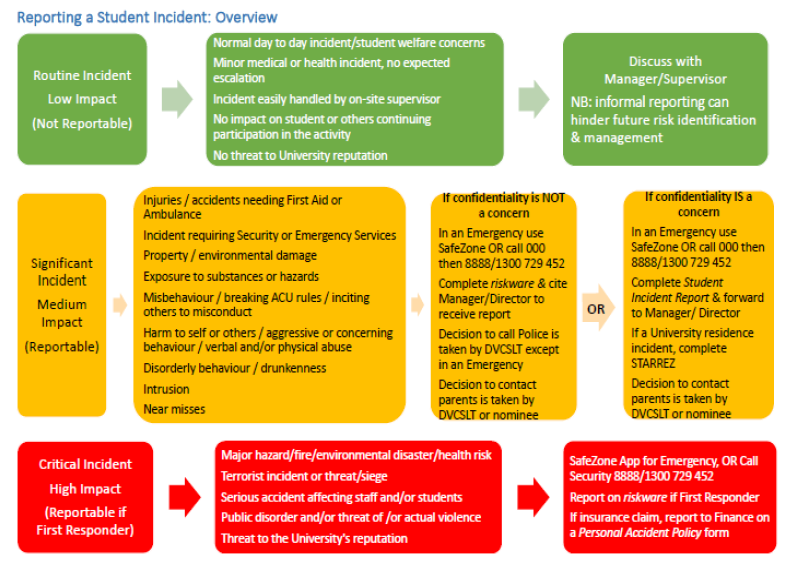 Reporting a Student Incident: Overview
Routine Incident
Low Impact
(Not Reportable)
Normal day to day incident/student welfare concerns
Minor medical or health incident, no expected
escalation
Incident easily handled by on-site supervisor
No impact on student or others continuing
participation in the activity
No threat to University reputation
Discuss with
Manager/Supervisor
NB: informal reporting can
hinder future risk identification
& management
Significant
Incident
Medium
Impact
(Reportable)
Injuries / accidents needing First Aid or
Ambulance
Incident requiring Security or Emergency Services
Property / environmental damage
Exposure to substances or hazards
Misbehaviour / breaking ACU rules / inciting
others to misconduct
Harm to self or others / aggressive or concerning
behaviour / verbal and/or physical abuse
Disorderly behaviour / drunkenness
Intrusion
Near misses
If confidentiality is NOT
a concern
In an Emergency use
SafeZone OR call 000
then 8888/1300 729 452
Complete riskware & cite
Manager/Director to
receive report
Decision to call Police is
taken by DVCSLT except
in an Emergency
Decision to contact
parents is taken by
DVCSLT or nominee
OR
If confidentiality IS a
concern
In an Emergency use
SafeZone OR call 000 then
8888/1300 729 452
Complete Student
Incident Report & forward
to Manager/ Director
If a University residence
incident, complete
STARREZ
Decision to contact
parents is taken by
DVCSLT or nominee
Critical Incident
High Impact
(Reportable if
First Responder)
Major hazard/fire/environmental disaster/health risk
Terrorist incident or threat/siege
Serious accident affecting staff and/or students
Public disorder and/or threat of /or actual violence
Threat to the University's reputation
SafeZone App for Emergency, OR Call
Security 8888/1300 729 452
Report on riskware if First Responder
If insurance claim, report to Finance on
a Personal Accident Policy form